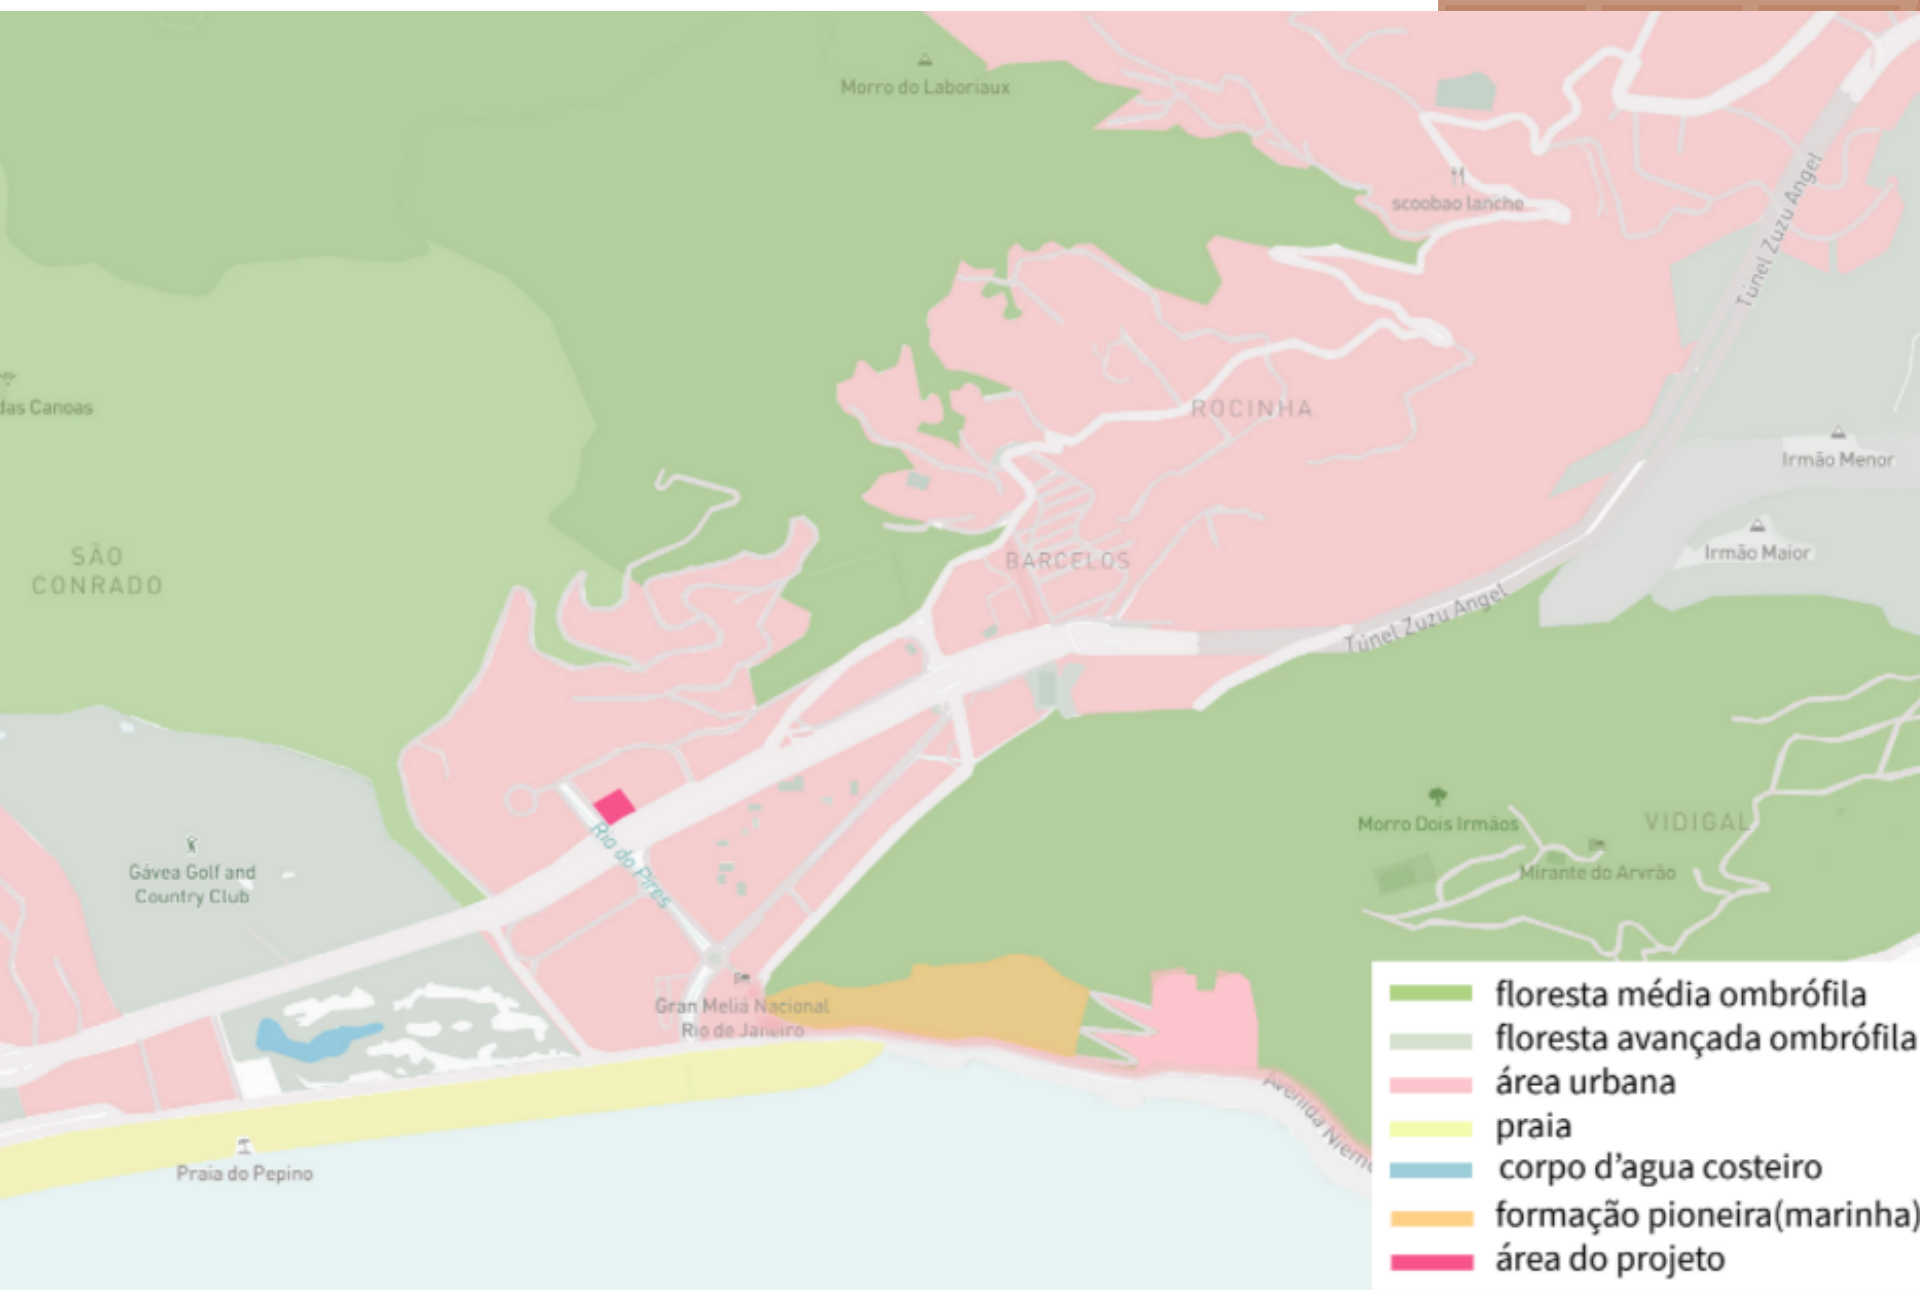 Morro do Laboriaux
Túnel Zuzu Angel
scoobao lanche
das Canoas
ROCINHA
Irmão Menor
SÃO
CONRADO
BARCELOS
Irmão Maior
Túnel Zuzu Angel
Rio do Pires
Morro Dois Irmãos
VIDIGAL
Mirante do Arvrão
Gávea Golf and
Country Club
Gran Meliá Nacional
Rio de Janeiro
Avenida
Praia do Pepino
floresta média ombrófila
floresta avançada ombrófila
área urbana
praia
corpo d'agua costeiro
formação pioneira(marinha)
área do projeto